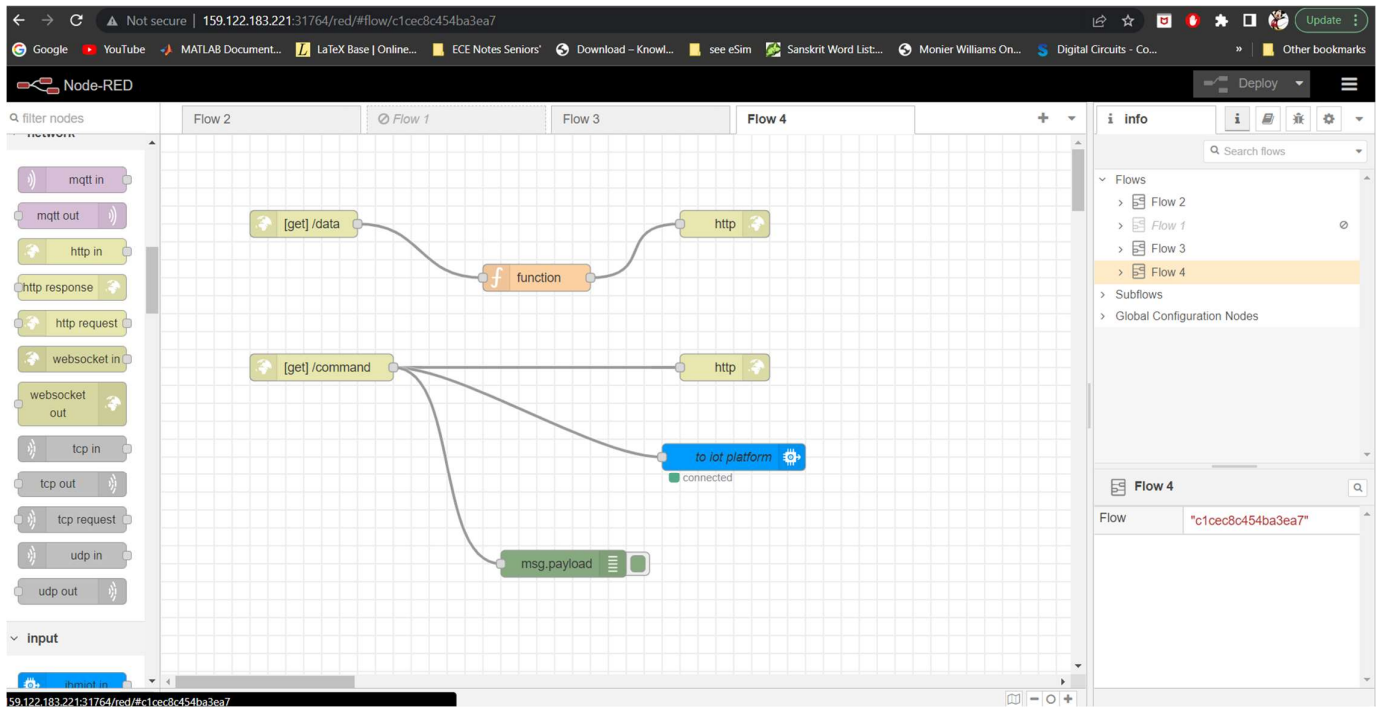 Not secure | 159.122.183.221:31764/red/#flow/c1cec8c454ba3ea7
Update
Google YouTube MATLAB Document... LaTeX Base | Online... ECE Notes Seniors' Download – Knowl... see eSim Sanskrit Word List:... Monier Williams On... Digital Circuits - Co... » Other bookmarks
Node-RED Deploy
filter nodes Flow 2 Flow 1 Flow 3 Flow 4 i info
network
Search flows
mqtt in
mqtt out
http in
http response
http request
websocket in
websocket
out
tcp in
tcp out
tcp request
udp in
udp out
input
ibmiot in
[get] /data http
function
[get] /command http
to iot platform
connected
msg.payload
Flows
Flow 2
Flow 1
Flow 3
Flow 4
Subflows
Global Configuration Nodes
Flow 4
Flow "c1cec8c454ba3ea7"
59.122.183.221:31764/red/#c1cec8c454ba3ea7